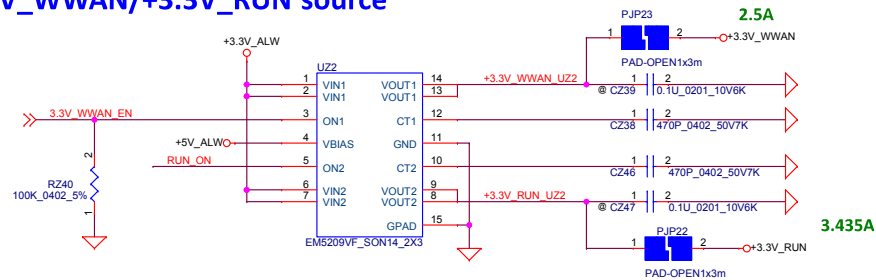 V_WWAN/+3.3V_RUN source
PJP23
2.5A
1 2
+3.3V_WWAN
PAD-OPEN1x3m
+3.3V_ALW
UZ2
1 VIN1 VOUT1 14 +3.3V_WWAN_UZ2
2 VIN1 VOUT1 13
@ CZ39 1 2 0.1U_0201_10V6K
3.3V_WWAN_EN 3 ON1 CT1 12
CZ38 1 2 470P_0402_50V7K
+5V_ALW 4 VBIAS GND 11
RUN_ON 5 ON2 CT2 10
CZ46 1 2 470P_0402_50V7K
6 VIN2 VOUT2 9
7 VIN2 VOUT2 8 +3.3V_RUN_UZ2
@ CZ47 1 2 0.1U_0201_10V6K
GPAD 15
EM5209VF_SON14_2X3
2
RZ40
100K_0402_5%
1
3.435A
PJP22
1 2
+3.3V_RUN
PAD-OPEN1x3m